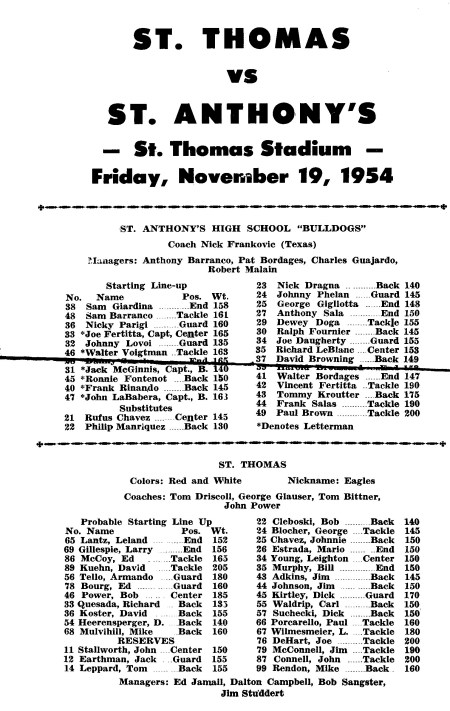 ST. THOMAS
vs
ST. ANTHONY'S
— St. Thomas Stadium —
Friday, November 19, 1954
ST. ANTHONY'S HIGH SCHOOL "BULLDOGS"
Coach Nick Frankovic (Texas)
Managers: Anthony Barranco, Pat Bordages, Charles Guajardo,
Robert Malain
Starting Line-up
No. Name Pos. Wt.
38 Sam Giardina ........End 158
48 Sam Barranco .....Tackle 161
36 Nicky Parigi .......Guard 160
33 *Joe Fertitta, Capt, Center 165
32 Johnny Lovoi .....Guard 135
46 *Walter Voigtman ..Tackle 163
End 165
31 *Jack McGinnis, Capt., B. 140
45 *Ronnie Fontenot ....Back 150
40 *Frank Rinando ......Back 145
47 *John LaBabera, Capt., B. 163
Substitutes
21 Rufus Chavez .......Center 145
22 Philip Manriquez .....Back 130
23 Nick Dragna ..........Back 140
24 Johnny Phelan ......Guard 145
25 George Gigliotta .....End 148
27 Anthony Sala .........End 150
29 Dewey Doga ........Tackle 155
30 Ralph Fournier .......Back 145
34 Joe Daugherty ......Guard 155
35 Richard LeBlanc ..Center 153
37 David Browning ......Back 149
39 Harold
41 Walter Bordages ......End 147
42 Vincent Fertitta ...Tackle 190
43 Tommy Kroutter .....Back 175
44 Frank Salas .........Tackle 190
49 Paul Brown .........Tackle 200
*Denotes Letterman
ST. THOMAS
Colors: Red and White Nickname: Eagles
Coaches: Tom Driscoll, George Glauser, Tom Bittner,
John Power
Probable Starting Line Up
No. Name Pos. Wt.
65 Lantz, Leland ..........End 152
69 Gillespie, Larry ........End 156
86 McCoy, Ed ..........Tackle 165
89 Kuehn, David .......Tackle 205
56 Tello, Armando ......Guard 180
78 Bourg, Ed ...........Guard 160
46 Power, Bob .........Center 185
33 Quesada, Richard .....Back 135
36 Koster, David .........Back 155
54 Heerensperger, D. ....Back 140
68 Mulvihill, Mike .......Back 160
RESERVES
11 Stallworth, John ....Center 150
12 Earthman, Jack .....Guard 155
14 Leppard, Tom .........Back 155
22 Cleboski, Bob .........Back 140
24 Blocher, George .....Tackle 145
25 Chavez, Johnnie ......Back 150
26 Estrada, Mario ........End 150
34 Young, Leighton ....Center 150
35 Murphy, Bill ...........End 150
43 Adkins, Jim ...........Back 145
44 Johnson, Jim ..........Back 150
45 Kirtley, Dick ........Guard 170
55 Waldrip, Carl ..........Back 150
57 Suchecki, Dick ........Back 150
66 Porcarello, Paul ....Tackle 160
67 Wilmesmeier, L. ....Tackle 180
76 DeHart, Joe .........Tackle 200
79 McConnell, Jim .....Tackle 190
87 Connell, John .......Tackle 200
99 Rendon, Mike ........Back 160
Managers: Ed Jamail, Dalton Campbell, Bob Sangster,
Jim Studdert